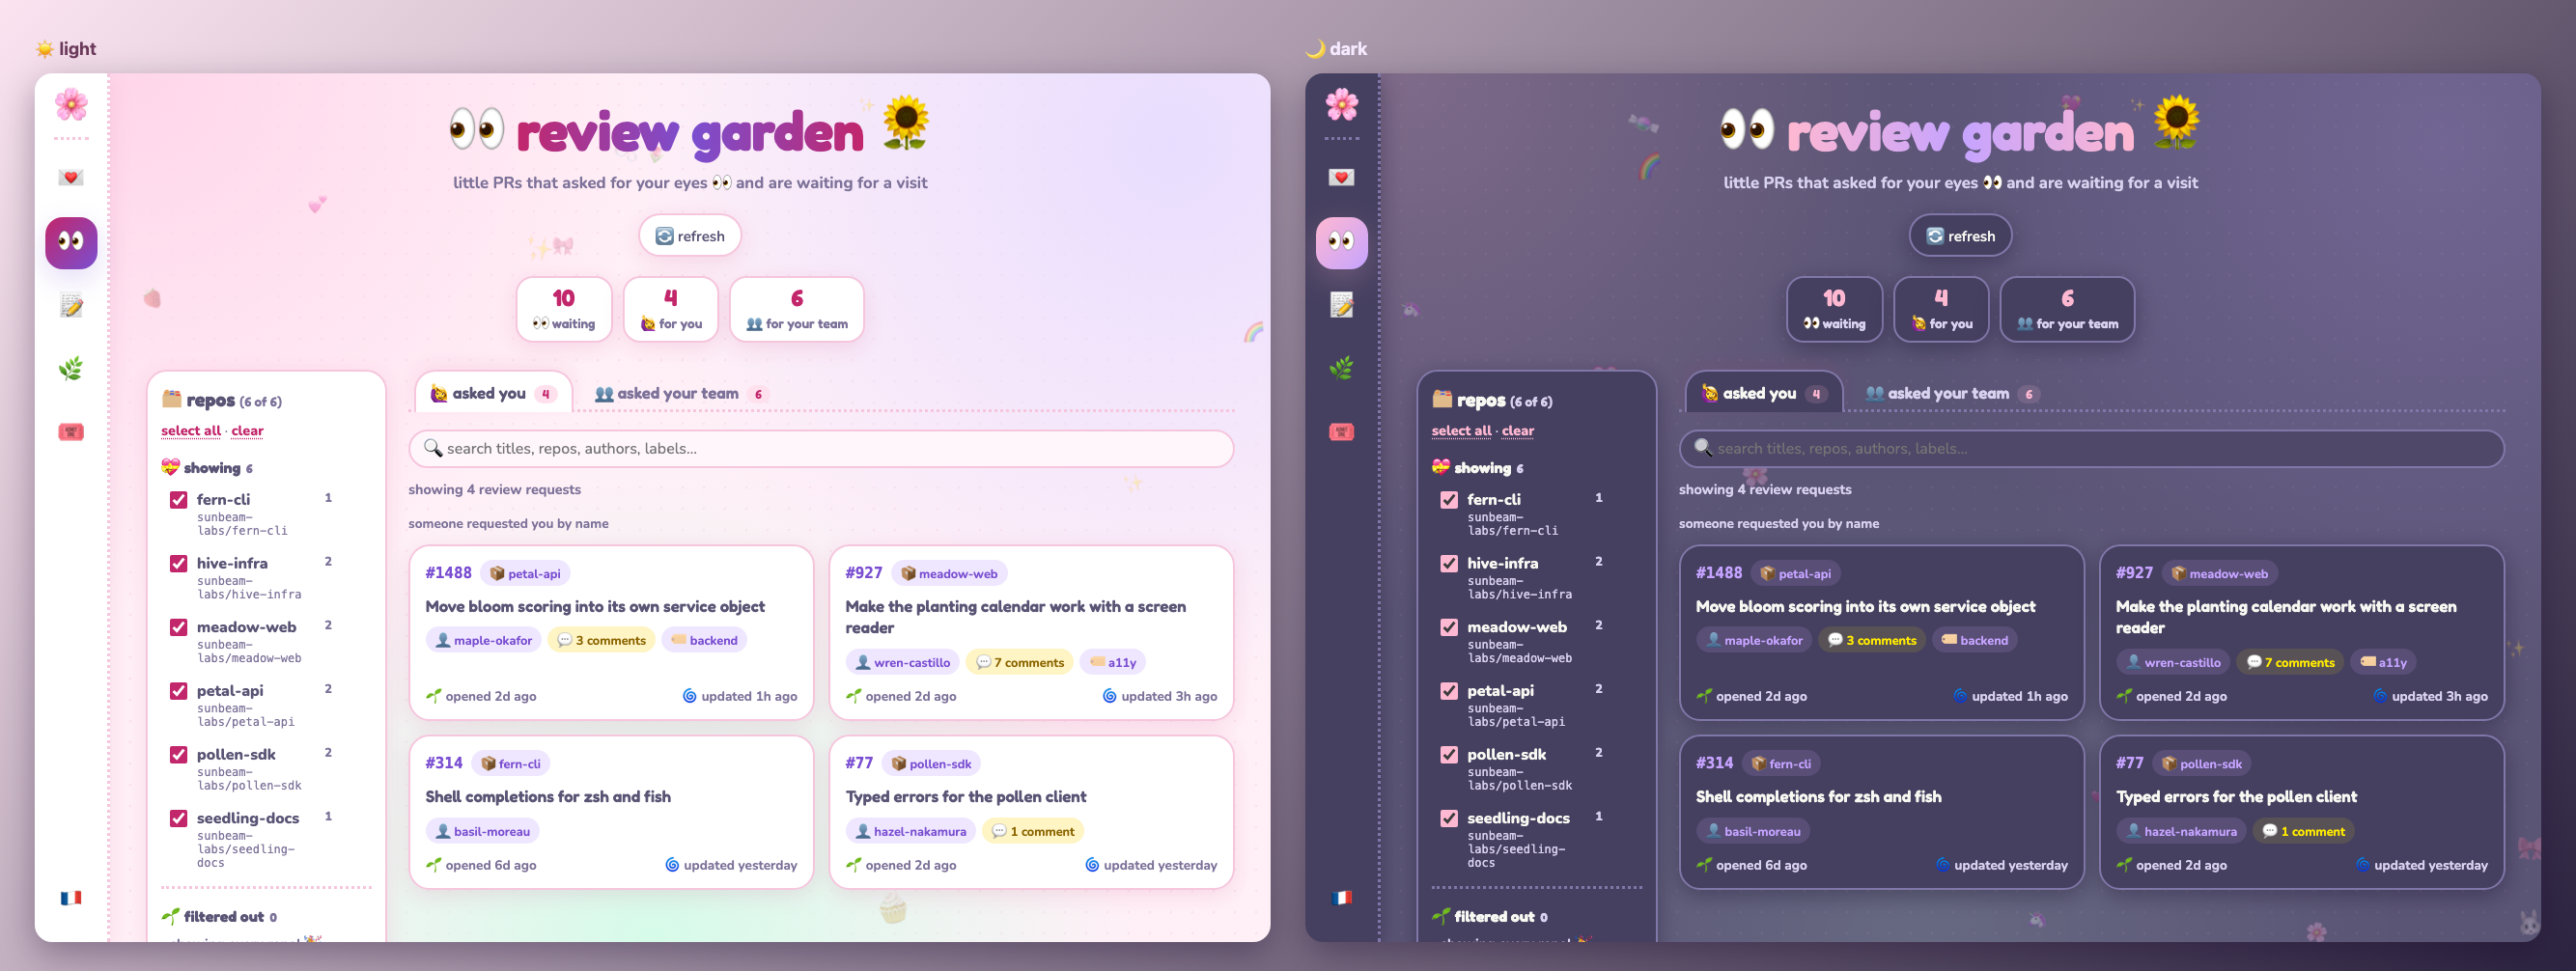 light
review garden
little PRs that asked for your eyes and are waiting for a visit
refresh
10
waiting
4
for you
6
for your team
repos (6 of 6)
select all · clear
showing 6
fern-cli 1
sunbeam-
labs/fern-cli
hive-infra 2
sunbeam-
labs/hive-infra
meadow-web 2
sunbeam-
labs/meadow-web
petal-api 2
sunbeam-
labs/petal-api
pollen-sdk 2
sunbeam-
labs/pollen-sdk
seedling-docs 1
sunbeam-
labs/seedling-
docs
filtered out 0
asked you 4
asked your team 6
search titles, repos, authors, labels...
showing 4 review requests
someone requested you by name
#1488 petal-api
Move bloom scoring into its own service object
maple-okafor 3 comments backend
opened 2d ago updated 1h ago
#927 meadow-web
Make the planting calendar work with a screen
reader
wren-castillo 7 comments a11y
opened 2d ago updated 3h ago
#314 fern-cli
Shell completions for zsh and fish
basil-moreau
opened 6d ago updated yesterday
#77 pollen-sdk
Typed errors for the pollen client
hazel-nakamura 1 comment
opened 2d ago updated yesterday
dark
review garden
little PRs that asked for your eyes and are waiting for a visit
refresh
10
waiting
4
for you
6
for your team
repos (6 of 6)
select all · clear
showing 6
fern-cli 1
sunbeam-
labs/fern-cli
hive-infra 2
sunbeam-
labs/hive-infra
meadow-web 2
sunbeam-
labs/meadow-web
petal-api 2
sunbeam-
labs/petal-api
pollen-sdk 2
sunbeam-
labs/pollen-sdk
seedling-docs 1
sunbeam-
labs/seedling-
docs
filtered out 0
asked you 4
asked your team 6
search titles, repos, authors, labels...
showing 4 review requests
someone requested you by name
#1488 petal-api
Move bloom scoring into its own service object
maple-okafor 3 comments backend
opened 2d ago updated 1h ago
#927 meadow-web
Make the planting calendar work with a screen
reader
wren-castillo 7 comments a11y
opened 2d ago updated 3h ago
#314 fern-cli
Shell completions for zsh and fish
basil-moreau
opened 6d ago updated yesterday
#77 pollen-sdk
Typed errors for the pollen client
hazel-nakamura 1 comment
opened 2d ago updated yesterday